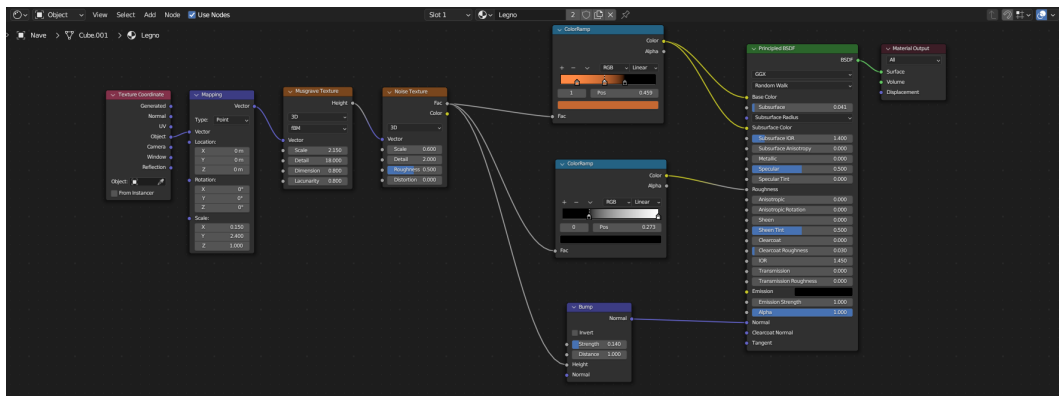 Object
View
Select
Add
Node
Use Nodes
Slot 1
Legno
2
Nave
Cube.001
Legno
Texture Coordinate
Generated
Normal
UV
Object
Camera
Window
Reflection
Object:
From Instancer
Mapping
Vector
Type: Point
Vector
Location:
X 0 m
Y 0 m
Z 0 m
Rotation:
X 0°
Y 0°
Z 0°
Scale:
X 0.150
Y 2.400
Z 1.000
Musgrave Texture
Height
3D
fBM
Vector
Scale 2.150
Detail 18.000
Dimension 0.800
Lacunarity 0.800
Noise Texture
Fac
Color
3D
Vector
Scale 0.800
Detail 2.000
Roughness 0.500
Distortion 0.000
ColorRamp
Color
Alpha
RGB Linear
1 Pos 0.459
Fac
ColorRamp
Color
Alpha
RGB Linear
0 Pos 0.273
Fac
Bump
Normal
Invert
Strength 0.140
Distance 1.000
Height
Normal
Principled BSDF
BSDF
GGX
Random Walk
Base Color
Subsurface 0.041
Subsurface Radius
Subsurface Color
Subsurface IOR 1.400
Subsurface Anisotropy 0.000
Metallic 0.000
Specular 0.500
Specular Tint 0.000
Roughness
Anisotropic 0.000
Anisotropic Rotation 0.000
Sheen 0.000
Sheen Tint 0.500
Clearcoat 0.000
Clearcoat Roughness 0.030
IOR 1.450
Transmission 0.000
Transmission Roughness 0.000
Emission
Emission Strength 1.000
Alpha 1.000
Normal
Clearcoat Normal
Tangent
Material Output
All
Surface
Volume
Displacement